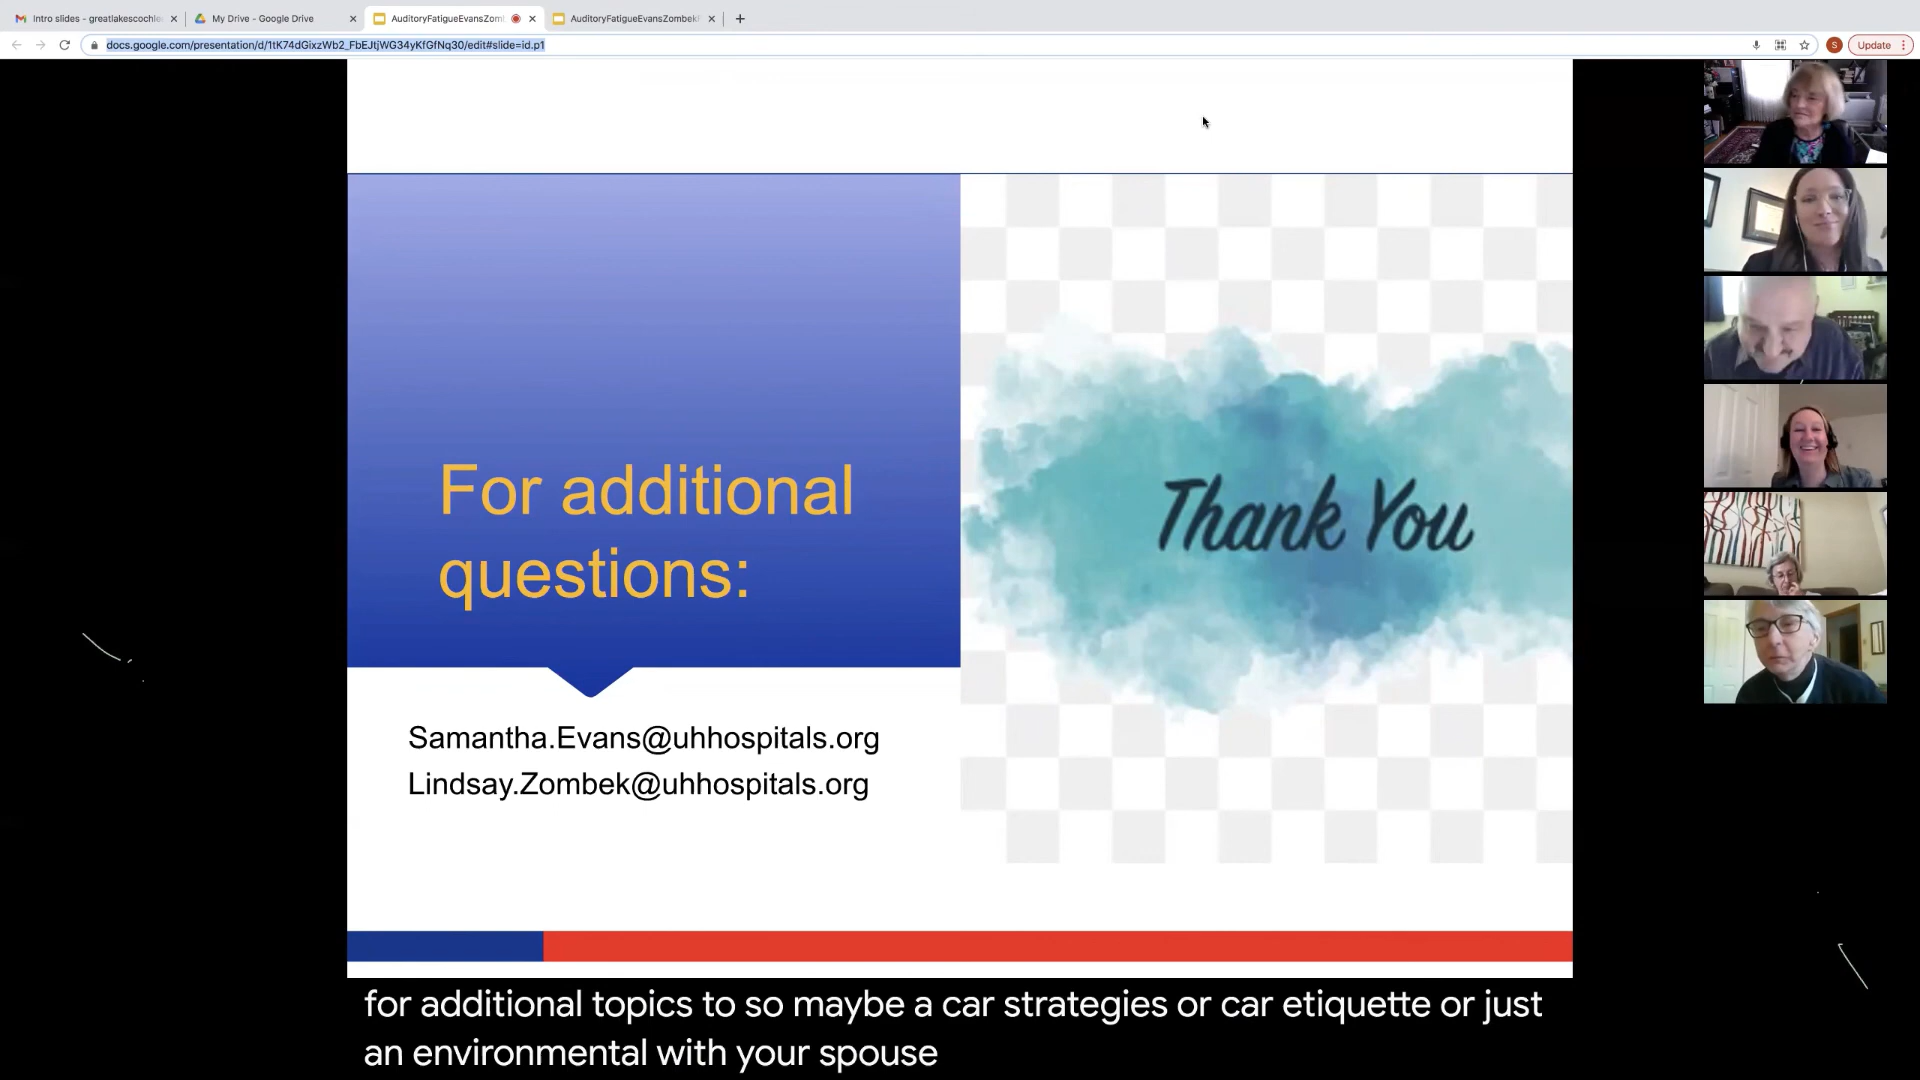 Intro slides - greatlakescochle
My Drive - Google Drive
AuditoryFatigueEvansZom
AuditoryFatigueEvansZombek
docs.google.com/presentation/d/1tK74dGixzWb2_FbEJtjWG34yKfGfNq30/edit#slide=id.p1
S
Update
For additional
questions:
Thank You
Samantha.Evans@uhhospitals.org
Lindsay.Zombek@uhhospitals.org
for additional topics to so maybe a car strategies or car etiquette or just
an environmental with your spouse